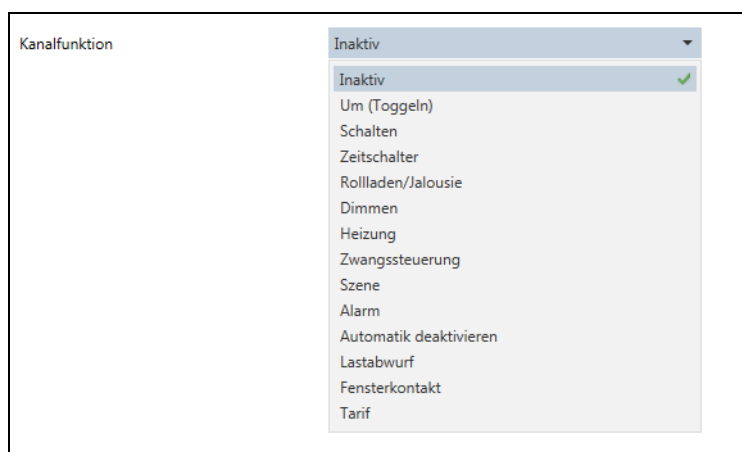 Kanalfunktion Inaktiv
Inaktiv
Um (Toggeln)
Schalten
Zeitschalter
Rollladen/Jalousie
Dimmen
Heizung
Zwangssteuerung
Szene
Alarm
Automatik deaktivieren
Lastabwurf
Fensterkontakt
Tarif